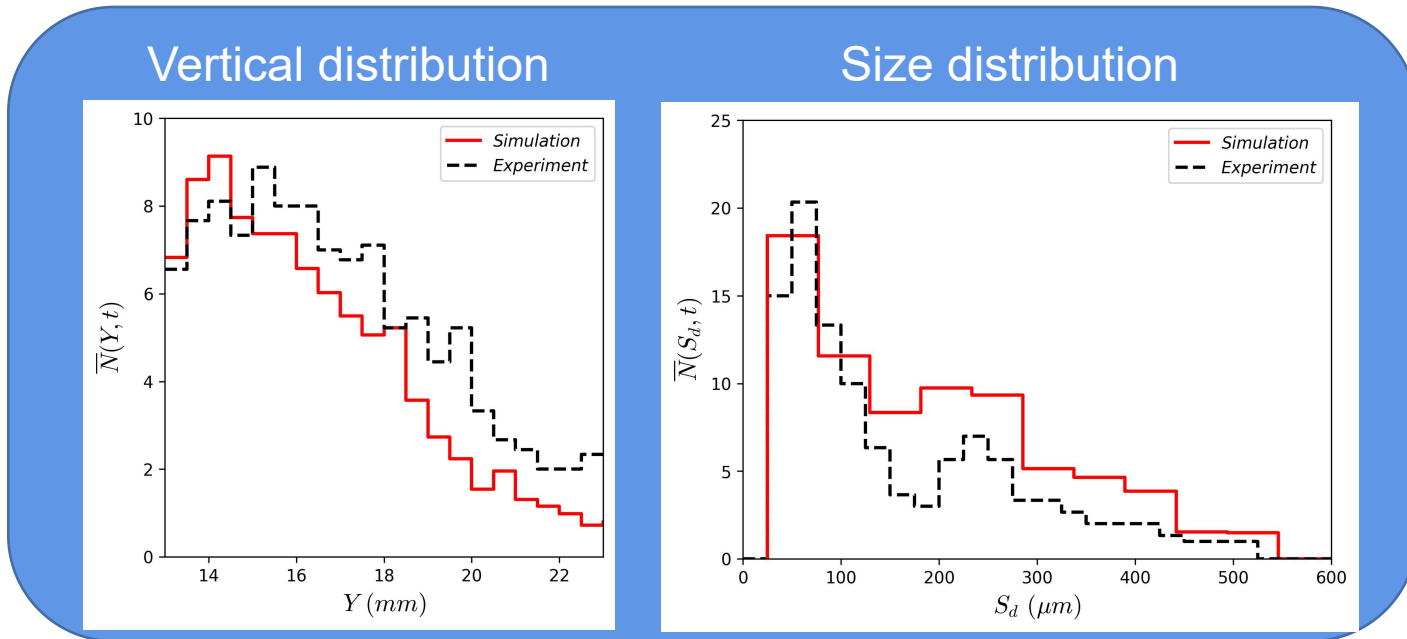 Vertical distribution
Size distribution
10
8
6
4
2
0
N̅(Y, t)
Simulation
Experiment
14 16 18 20 22
Y (mm)
25
20
15
10
5
0
N̅(S_d, t)
Simulation
Experiment
0 100 200 300 400 500 600
S_d (μm)